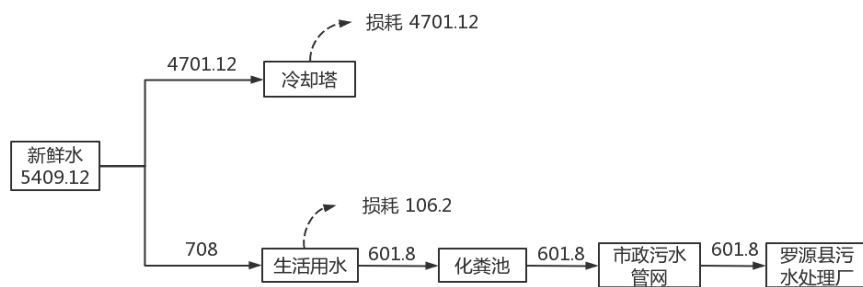 损耗 4701.12
4701.12
冷却塔
新鲜水
5409.12
损耗 106.2
708
生活用水
601.8
化粪池
601.8
市政污水
管网
601.8
罗源县污
水处理厂